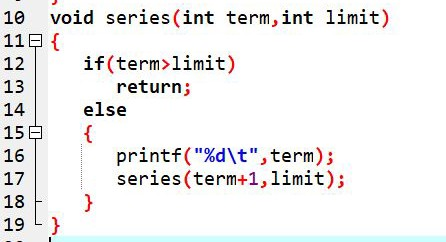 10 void series(int term,int limit)
11 {
12 if(term>limit)
13 return;
14 else
15 {
16 printf("%d\t",term);
17 series(term+1,limit);
18 }
19 }